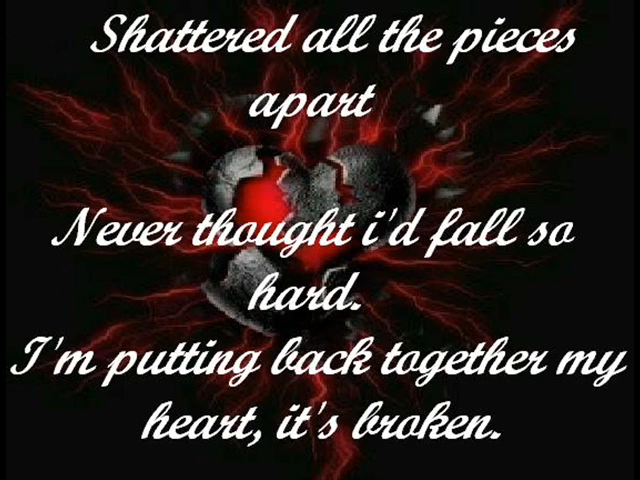 Shattered all the pieces
apart
Never thought i'd fall so
hard.
I'm putting back together my
heart, it's broken.